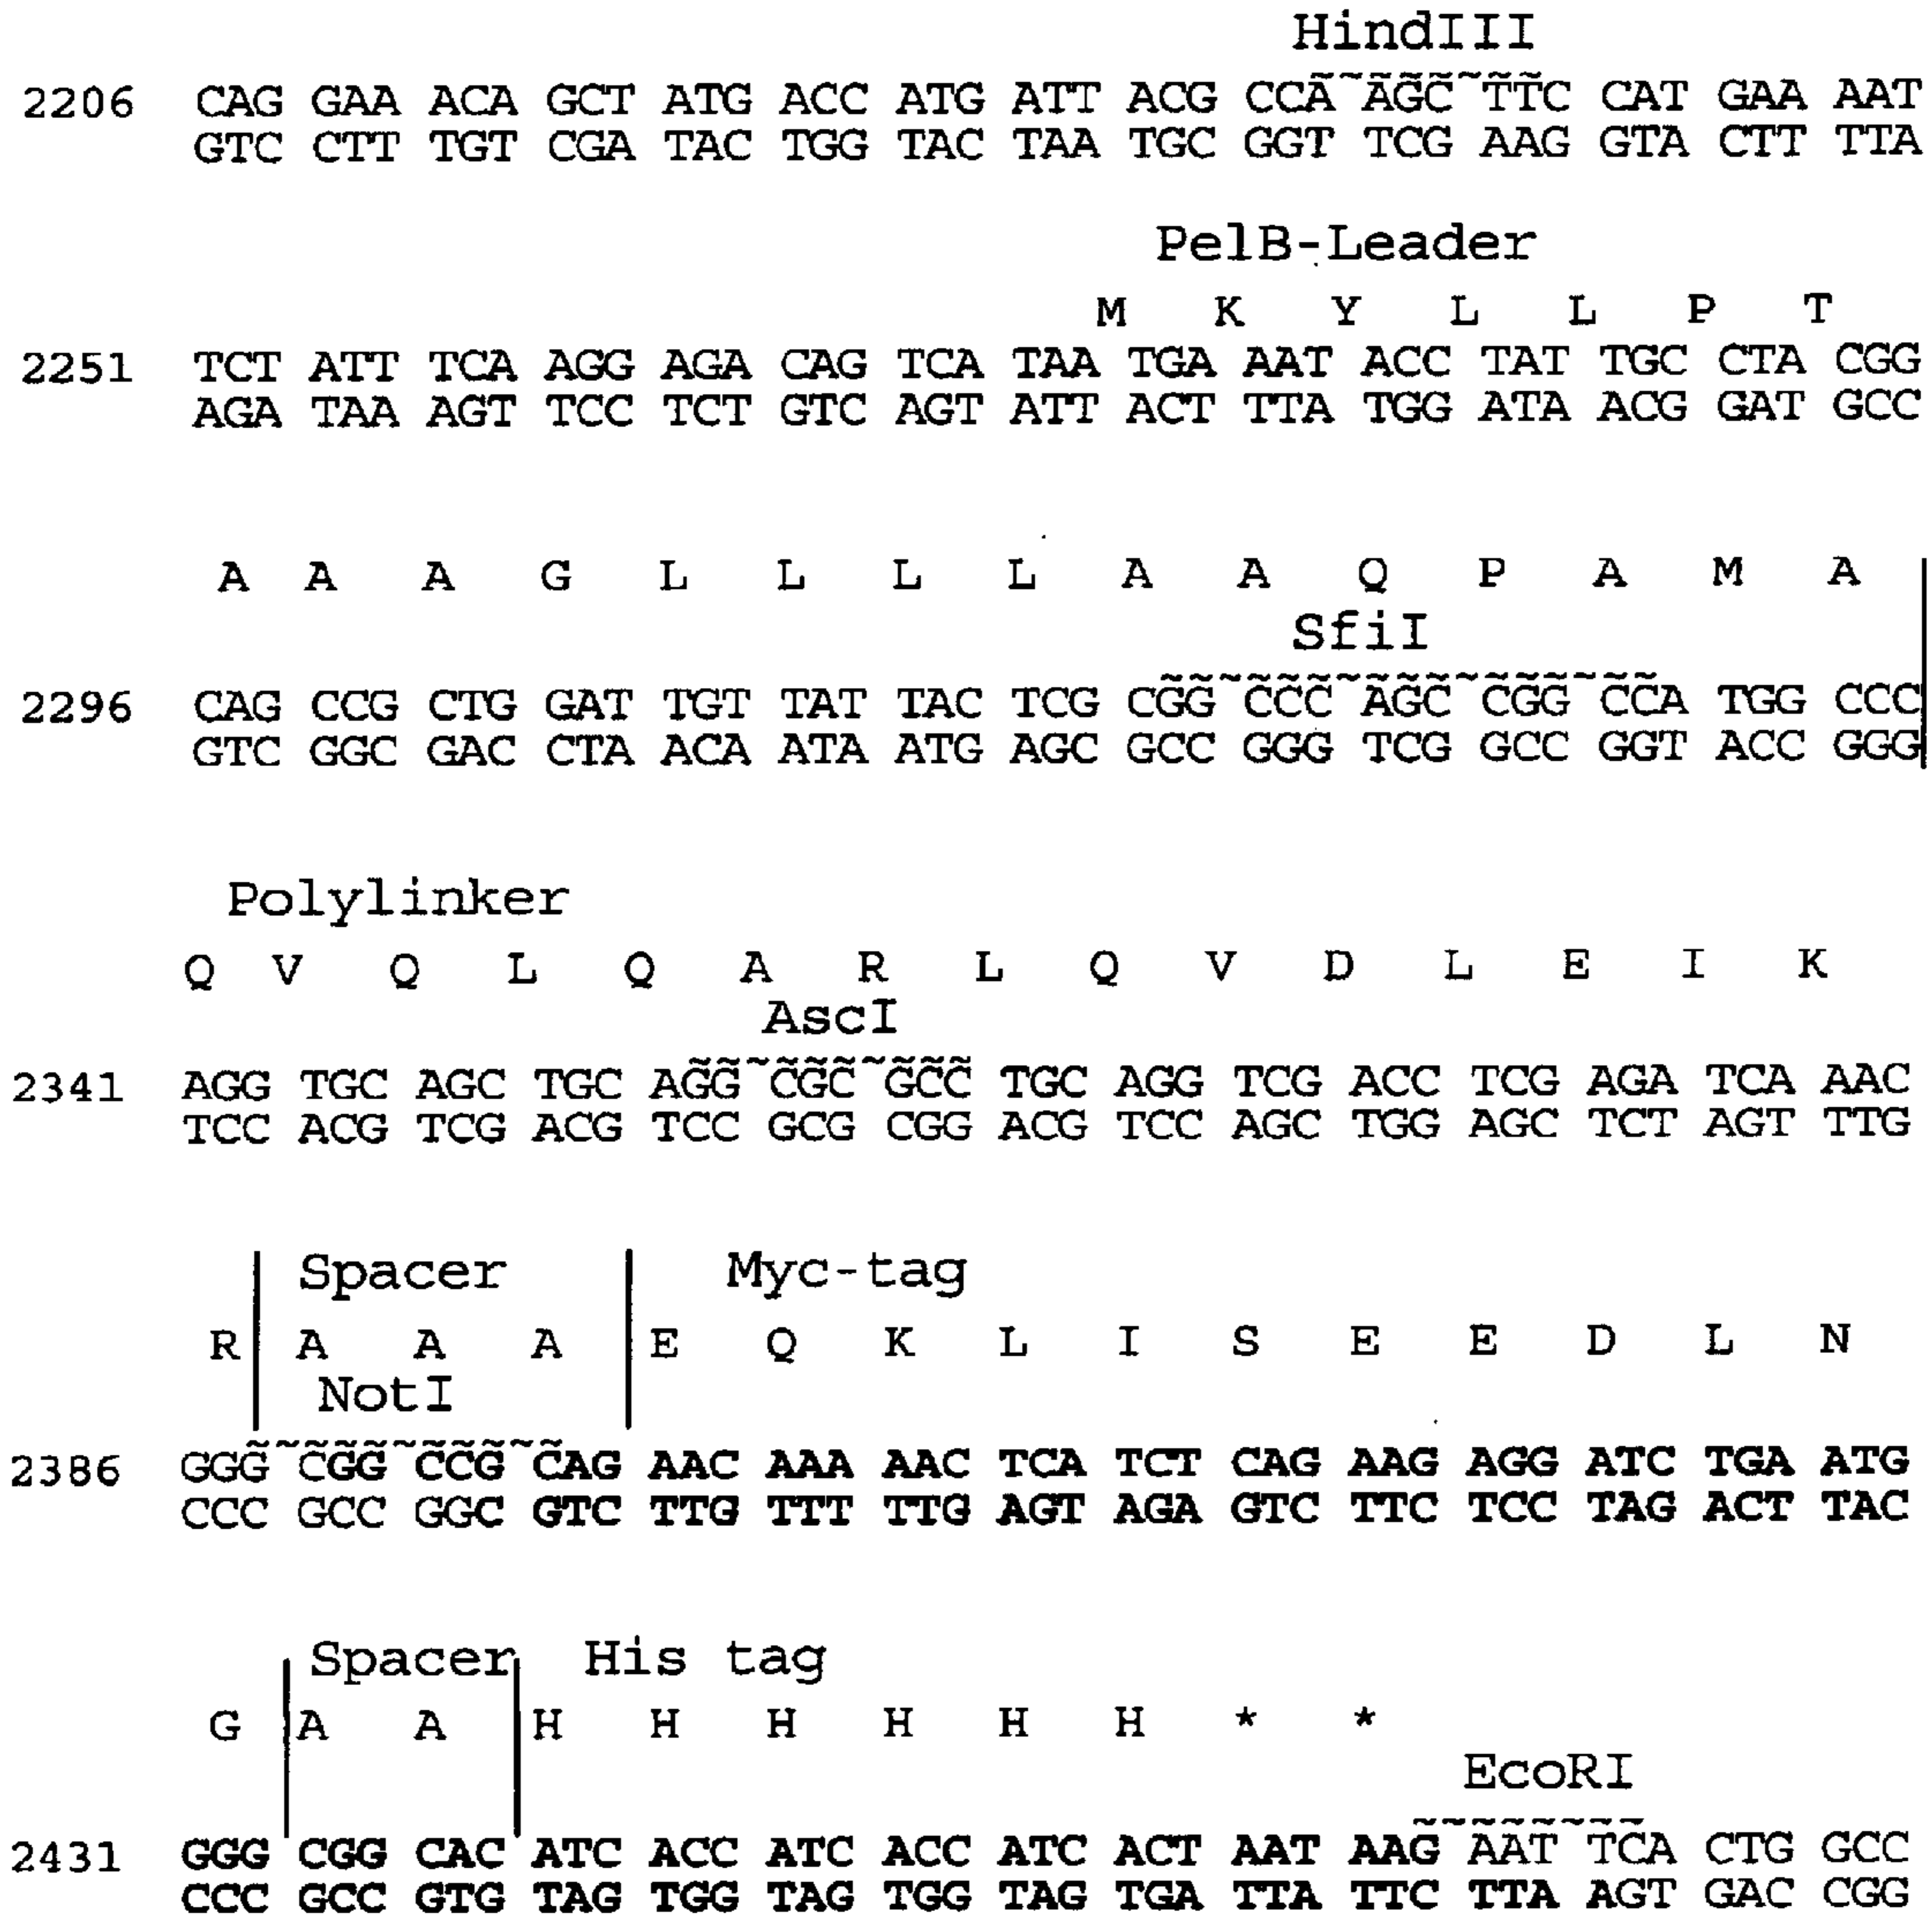 HindIII
2206 CAG GAA ACA GCT ATG ACC ATG ATT ACG CCA AGC TTC CAT GAA AAT
GTC CTT TGT CGA TAC TGG TAC TAA TGC GGT TCG AAG GTA CTT TTA
PelB-Leader
M K Y L L P T
2251 TCT ATT TCA AGG AGA CAG TCA TAA TGA AAT ACC TAT TGC CTA CGG
AGA TAA AGT TCC TCT GTC AGT ATT ACT TTA TGG ATA ACG GAT GCC
A A A G L L L L A A Q P A M A
SfiI
2296 CAG CCG CTG GAT TGT TAT TAC TCG CGG CCC AGC CGG CCA TGG CCC
GTC GGC GAC CTA ACA ATA ATG AGC GCC GGG TCG GCC GGT ACC GGG
Polylinker
Q V Q L Q A R L Q V D L E I K
AscI
2341 AGG TGC AGC TGC AGG CGC GCC TGC AGG TCG ACC TCG AGA TCA AAC
TCC ACG TCG ACG TCC GCG CGG ACG TCC AGC TGG AGC TCT AGT TTG
Spacer Myc-tag
R A A A E Q K L I S E E D L N
NotI
2386 GGG CGG CCG CAG AAC AAA AAC TCA TCT CAG AAG AGG ATC TGA ATG
CCC GCC GGC GTC TTG TTT TTG AGT AGA GTC TTC TCC TAG ACT TAC
Spacer His tag
G A A H H H H H H * *
EcoRI
2431 GGG CGG CAC ATC ACC ATC ACC ATC ACT AAT AAG AAT TCA CTG GCC
CCC GCC GTG TAG TGG TAG TGG TAG TGA TTA TTC TTA AGT GAC CGG